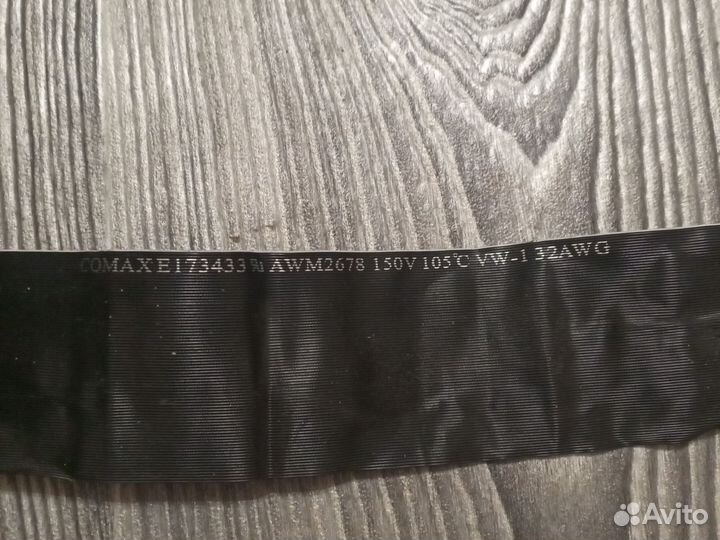 COMAX E173433 AWM2678 150V 105℃ VW-1 32AWG
Avito